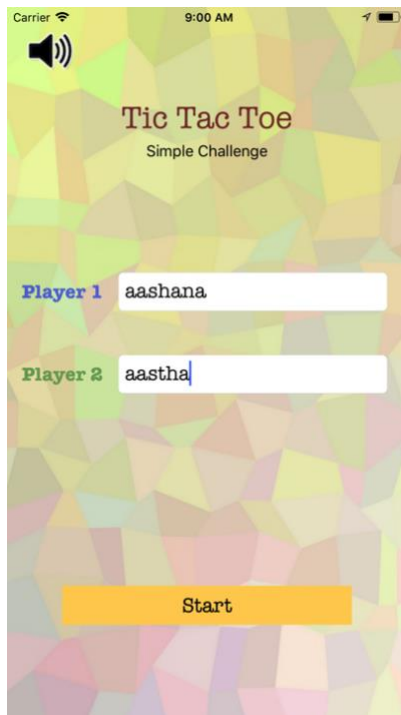 Carrier 9:00 AM
Tic Tac Toe
Simple Challenge
Player 1 aashana
Player 2 aastha
Start